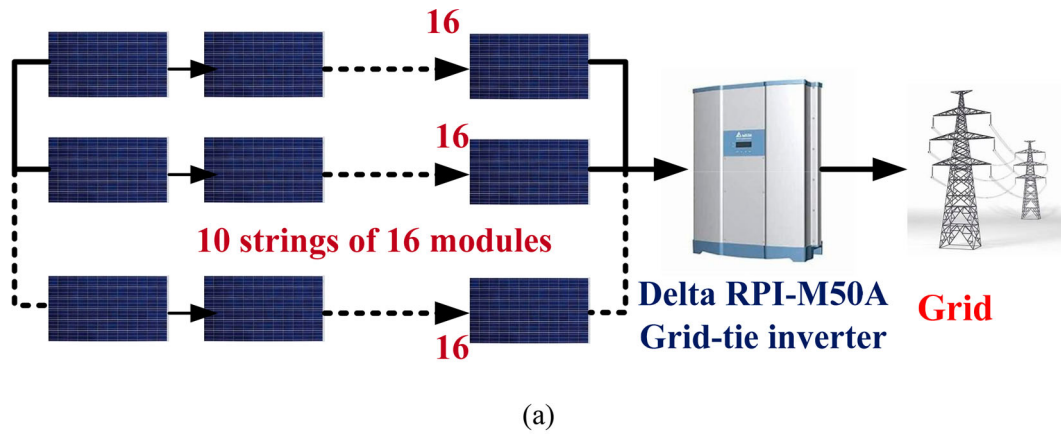 16
16
10 strings of 16 modules
16
Delta RPI-M50A
Grid-tie inverter
Grid
(a)